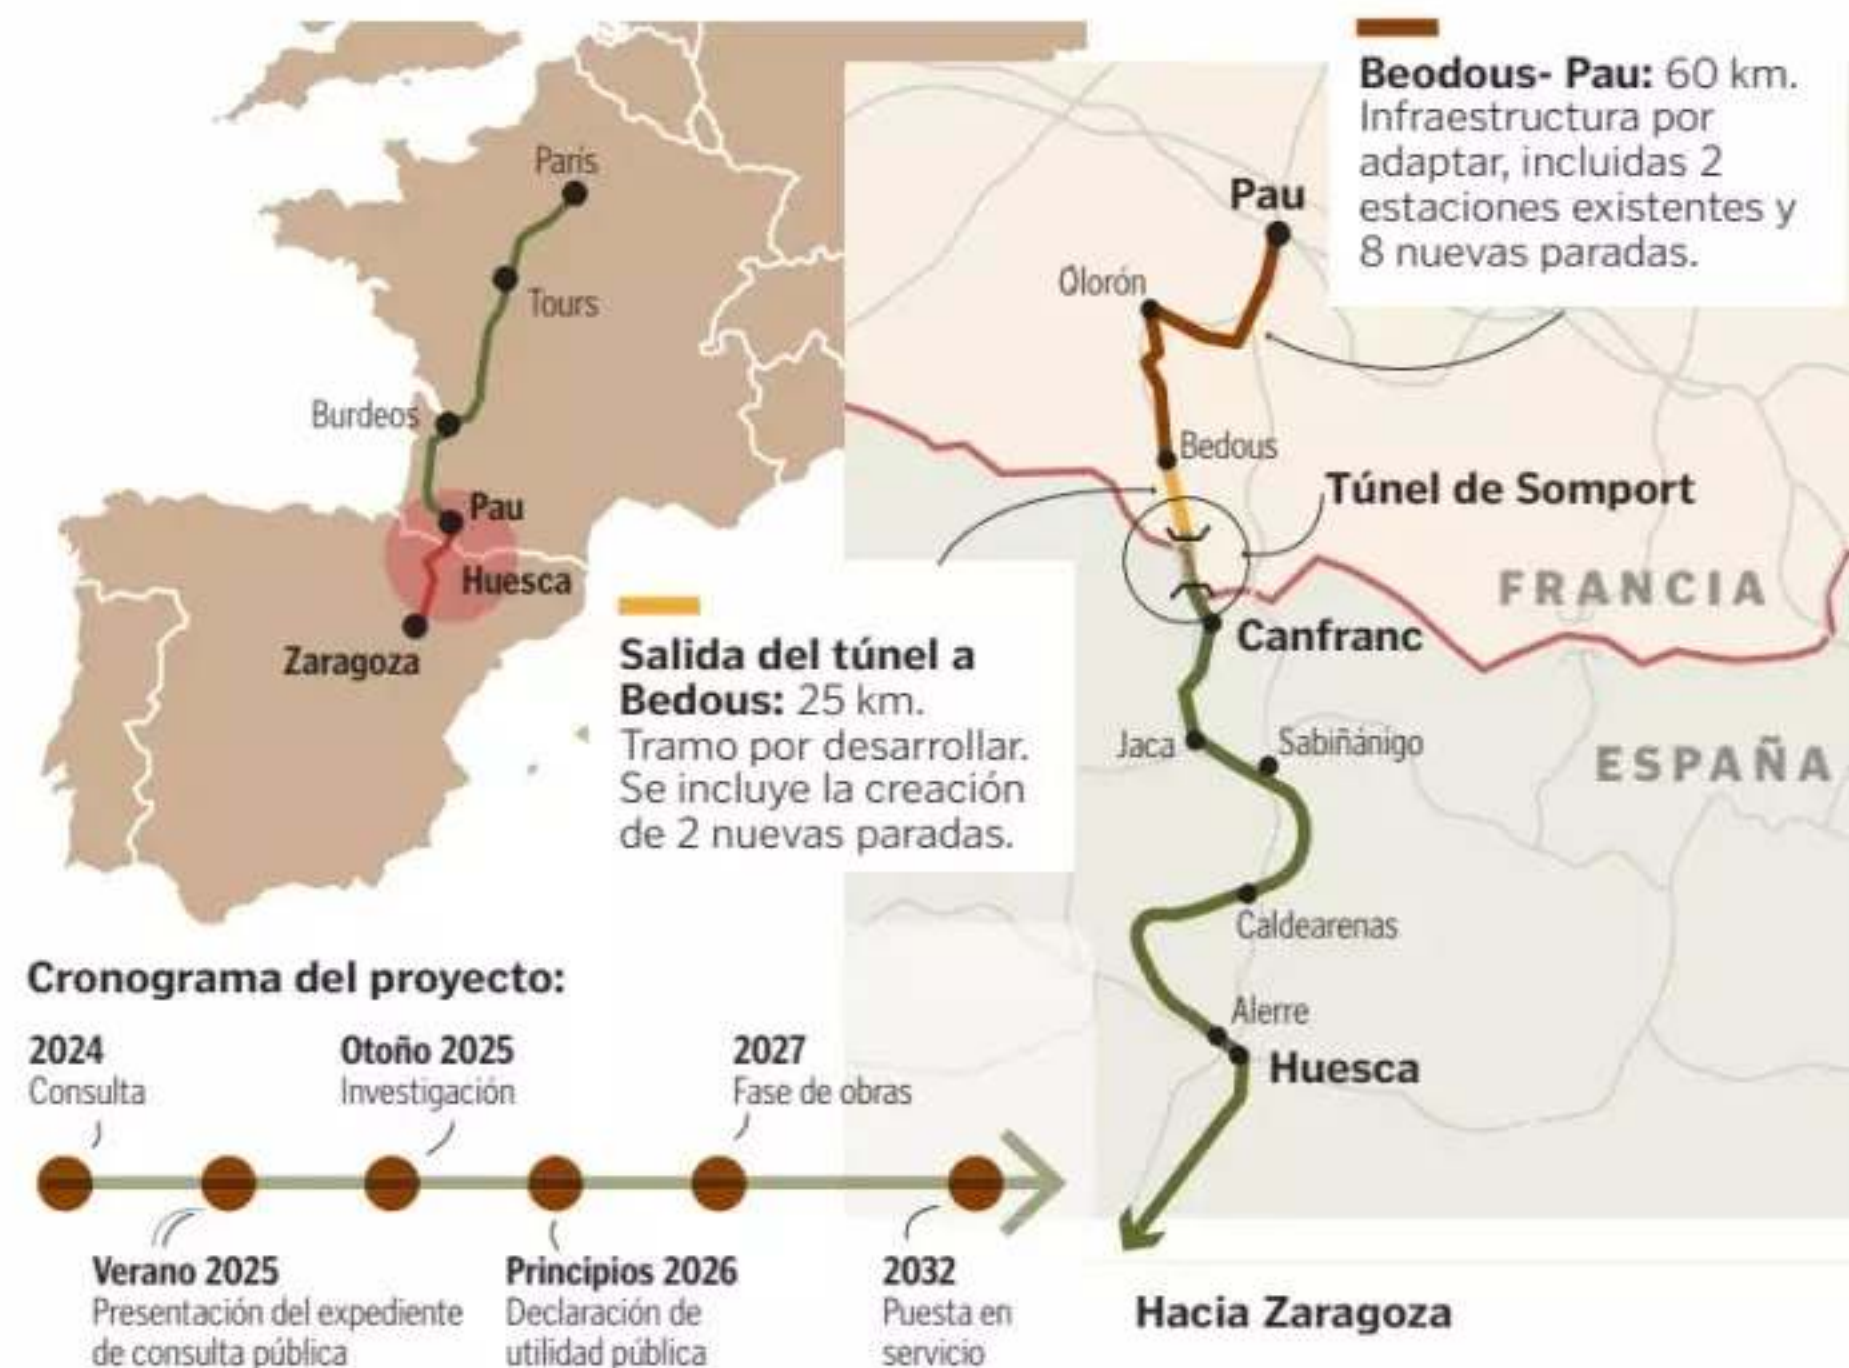 París
Tours
Burdeos
Pau
Huesca
Zaragoza
Beodous- Pau: 60 km.
Infraestructura por
adaptar, incluidas 2
estaciones existentes y
8 nuevas paradas.
Pau
Olorón
Bedous
Túnel de Somport
FRANCIA
Canfranc
ESPAÑA
Jaca
Sabiñánigo
Caldearenas
Alerre
Huesca
Hacia Zaragoza
Salida del túnel a
Bedous: 25 km.
Tramo por desarrollar.
Se incluye la creación
de 2 nuevas paradas.
Cronograma del proyecto:
2024
Consulta
Verano 2025
Presentación del expediente
de consulta pública
Otoño 2025
Investigación
Principios 2026
Declaración de
utilidad pública
2027
Fase de obras
2032
Puesta en
servicio